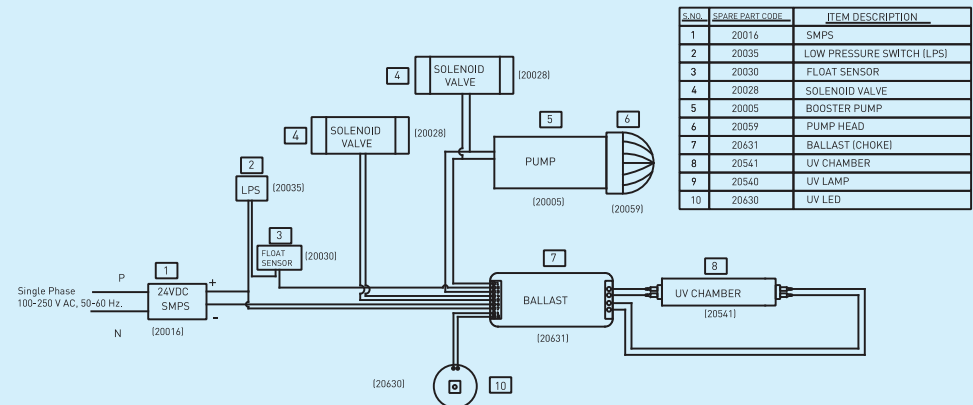 S.NO. SPARE PART CODE ITEM DESCRIPTION
1 20016 SMPS
2 20035 LOW PRESSURE SWITCH (LPS)
3 20030 FLOAT SENSOR
4 20028 SOLENOID VALVE
5 20005 BOOSTER PUMP
6 20059 PUMP HEAD
7 20631 BALLAST (CHOKE)
8 20541 UV CHAMBER
9 20540 UV LAMP
10 20630 UV LED
4
SOLENOID
VALVE
(20028)
4
SOLENOID
VALVE
(20028)
5
6
PUMP
(20005)
(20059)
2
LPS
(20035)
3
FLOAT
SENSOR
(20030)
Single Phase
100-250 V AC, 50-60 Hz.
P
N
1
24VDC
SMPS
+
-
(20016)
7
BALLAST
(20631)
8
UV CHAMBER
(20541)
(20630)
10